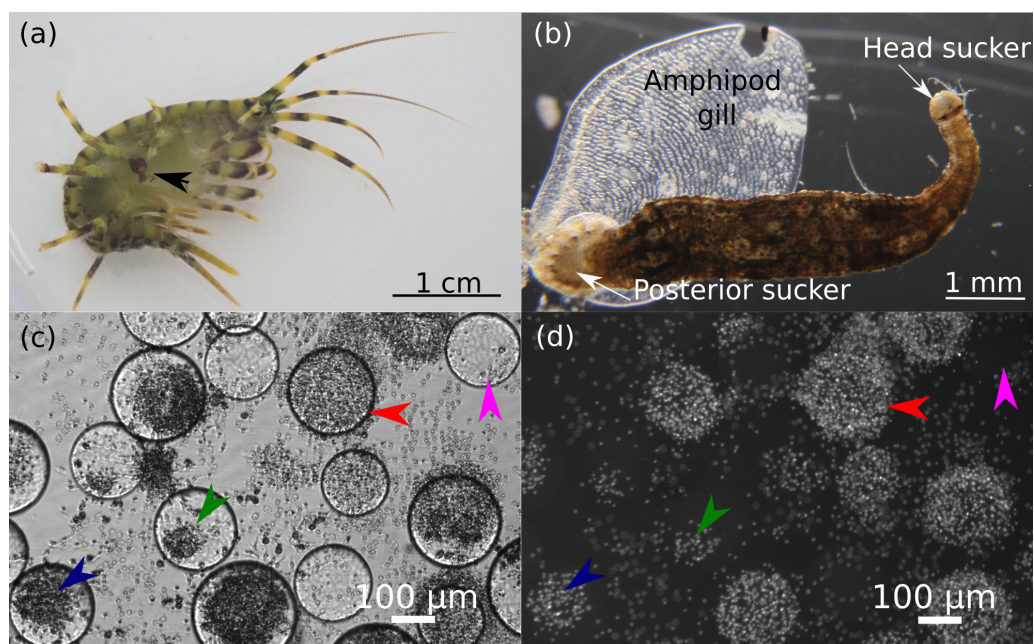 (a)
1 cm
(b)
Head sucker
Amphipod
gill
Posterior sucker
1 mm
(c)
100 µm
(d)
100 µm